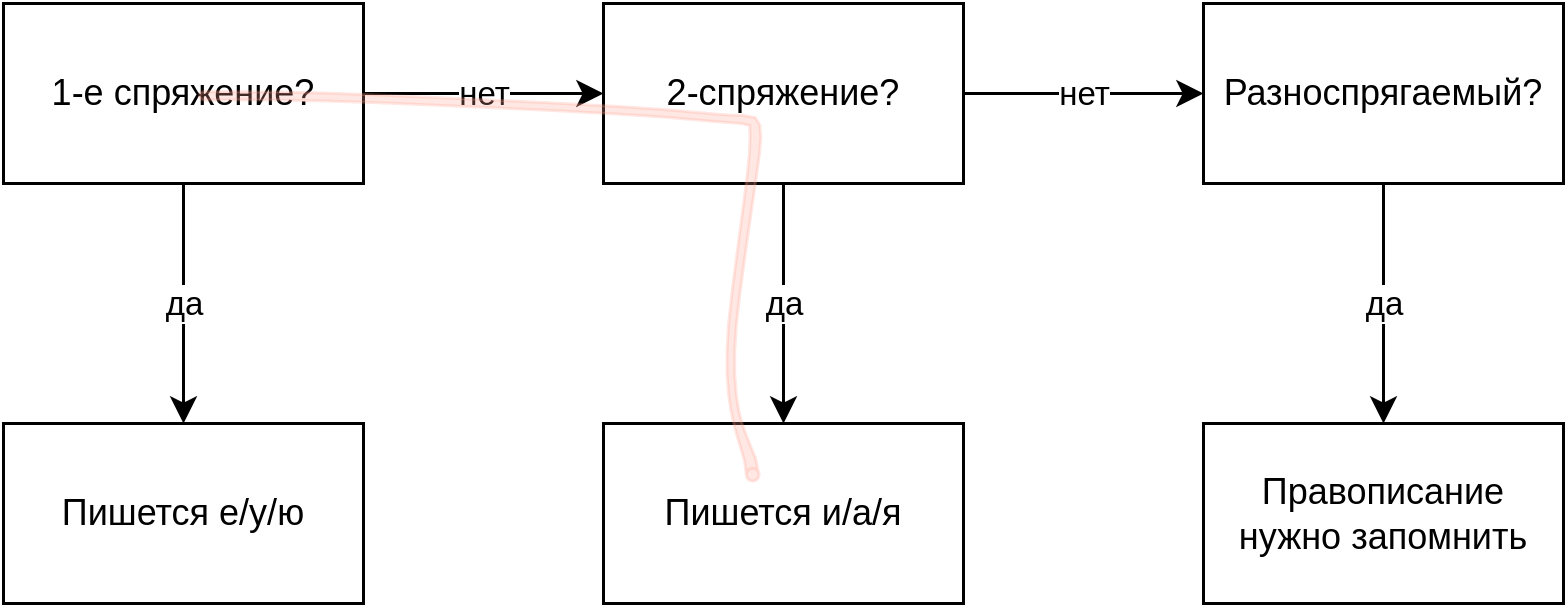 1-е спряжение?
нет
2-спряжение?
нет
Разноспрягаемый?
да
да
да
Пишется е/у/ю
Пишется и/а/я
Правописание
нужно запомнить